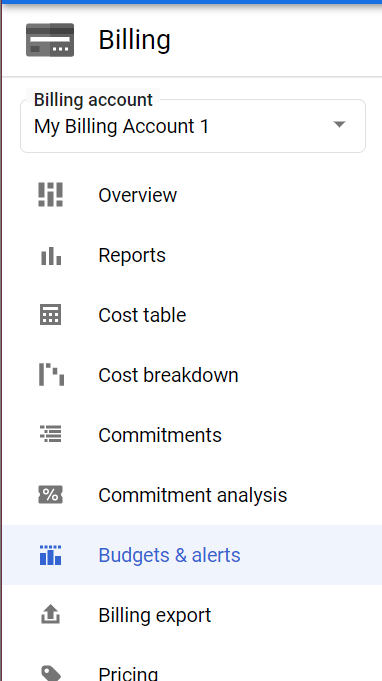 Billing
Billing account
My Billing Account 1
Overview
Reports
Cost table
Cost breakdown
Commitments
%
Commitment analysis
Budgets & alerts
Billing export
Pricing